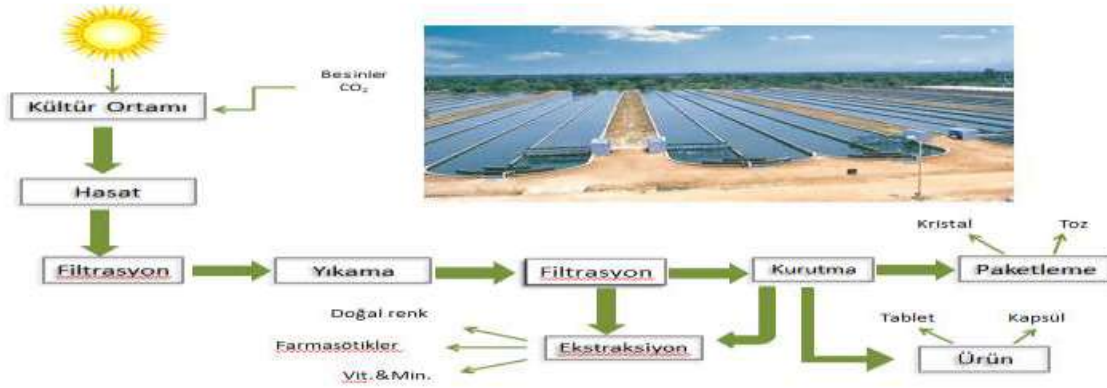 Besinler
CO₂
Kültür Ortamı
Hasat
Kristal
Toz
Filtrasyon
Yıkama
Filtrasyon
Kurutma
Paketleme
Doğal renk
Farmasötikler
Vit.&Min.
Ekstraksiyon
Tablet
Kapsül
Ürün